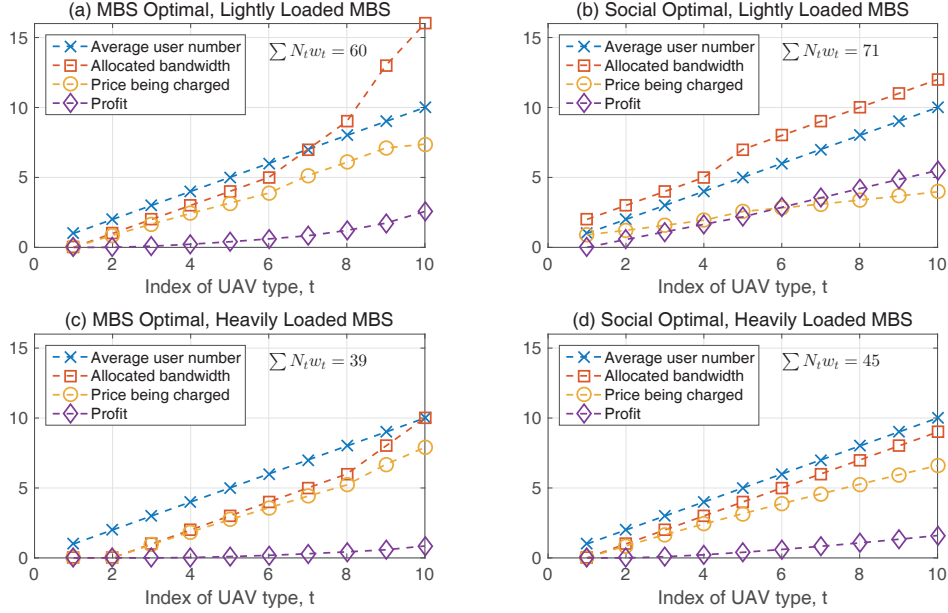 (a) MBS Optimal, Lightly Loaded MBS
15
10
5
0
Average user number
Allocated bandwidth
Price being charged
Profit
∑ N_t w_t = 60
0 2 4 6 8 10
Index of UAV type, t
(b) Social Optimal, Lightly Loaded MBS
15
10
5
0
Average user number
Allocated bandwidth
Price being charged
Profit
∑ N_t w_t = 71
0 2 4 6 8 10
Index of UAV type, t
(c) MBS Optimal, Heavily Loaded MBS
15
10
5
0
Average user number
Allocated bandwidth
Price being charged
Profit
∑ N_t w_t = 39
0 2 4 6 8 10
Index of UAV type, t
(d) Social Optimal, Heavily Loaded MBS
15
10
5
0
Average user number
Allocated bandwidth
Price being charged
Profit
∑ N_t w_t = 45
0 2 4 6 8 10
Index of UAV type, t